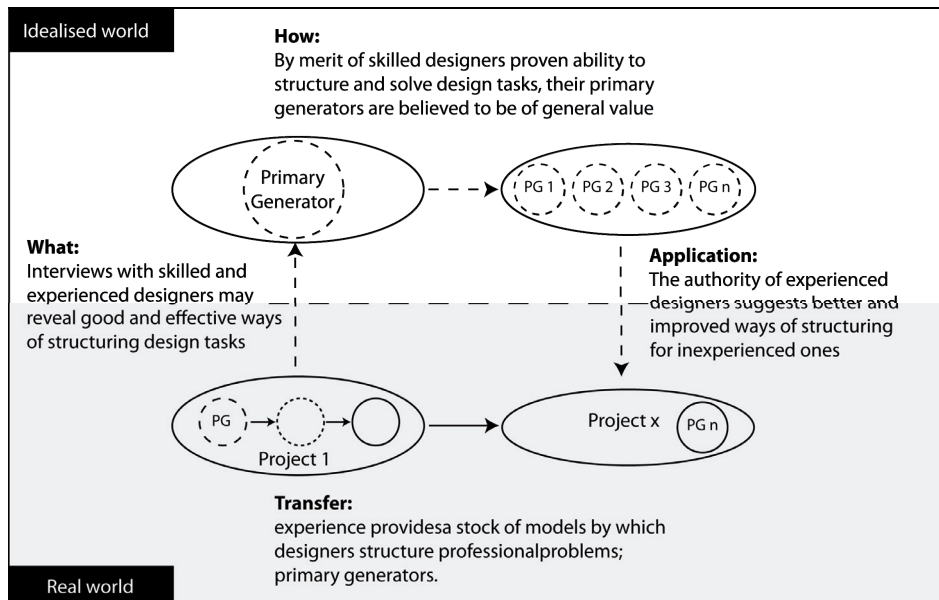 Idealised world
How:
By merit of skilled designers proven ability to
structure and solve design tasks, their primary
generators are believed to be of general value
Primary
Generator
PG 1
PG 2
PG 3
PG n
What:
Interviews with skilled and
experienced designers may
reveal good and effective ways
of structuring design tasks
Application:
The authority of experienced
designers suggests better and
improved ways of structuring
for inexperienced ones
PG
Project 1
Project x
PG n
Transfer:
experience providesa stock of models by which
designers structure professionalproblems;
primary generators.
Real world